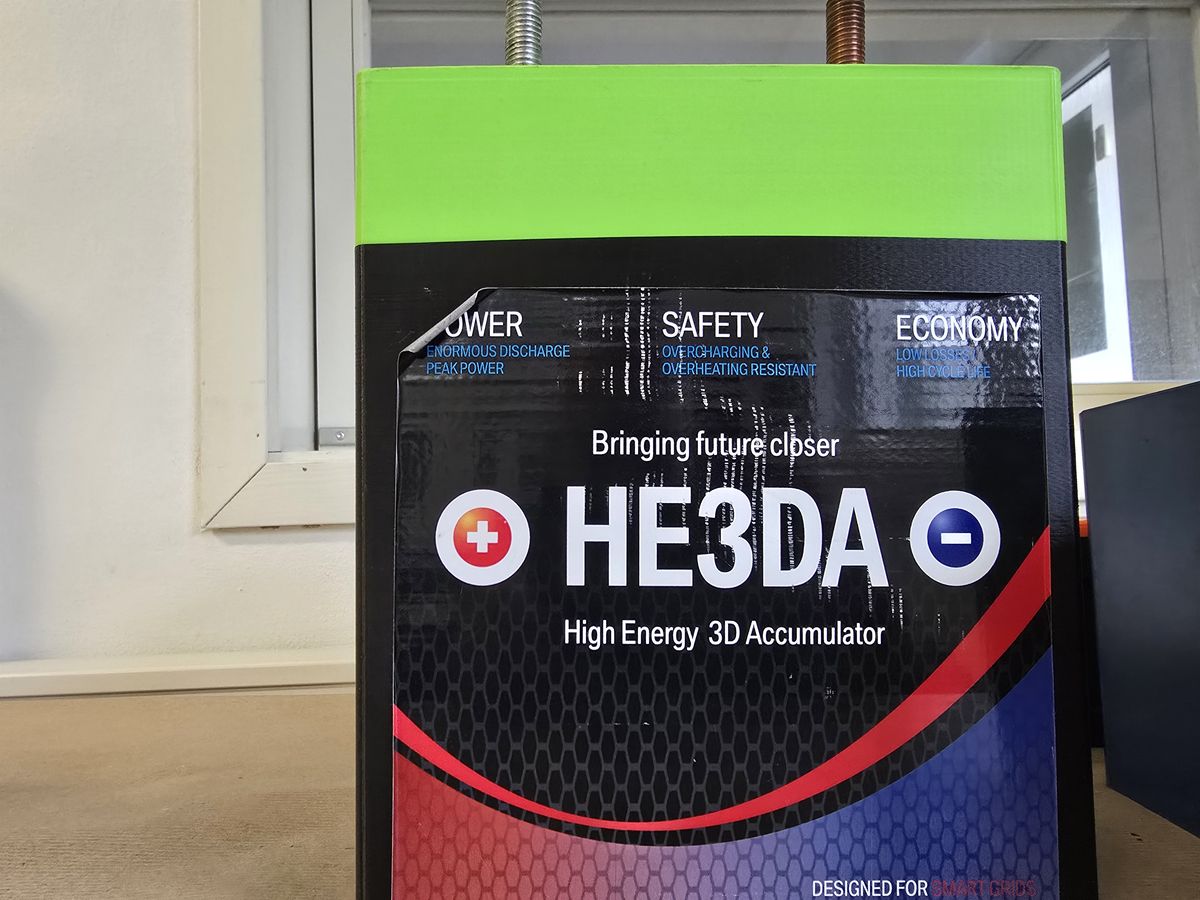 POWER
ENORMOUS DISCHARGE
PEAK POWER
SAFETY
OVERCHARGING &
OVERHEATING RESISTANT
ECONOMY
LOW LOSSES |
HIGH CYCLE LIFE
Bringing future closer
HE3DA
High Energy 3D Accumulator
DESIGNED FOR SMART GRIDS